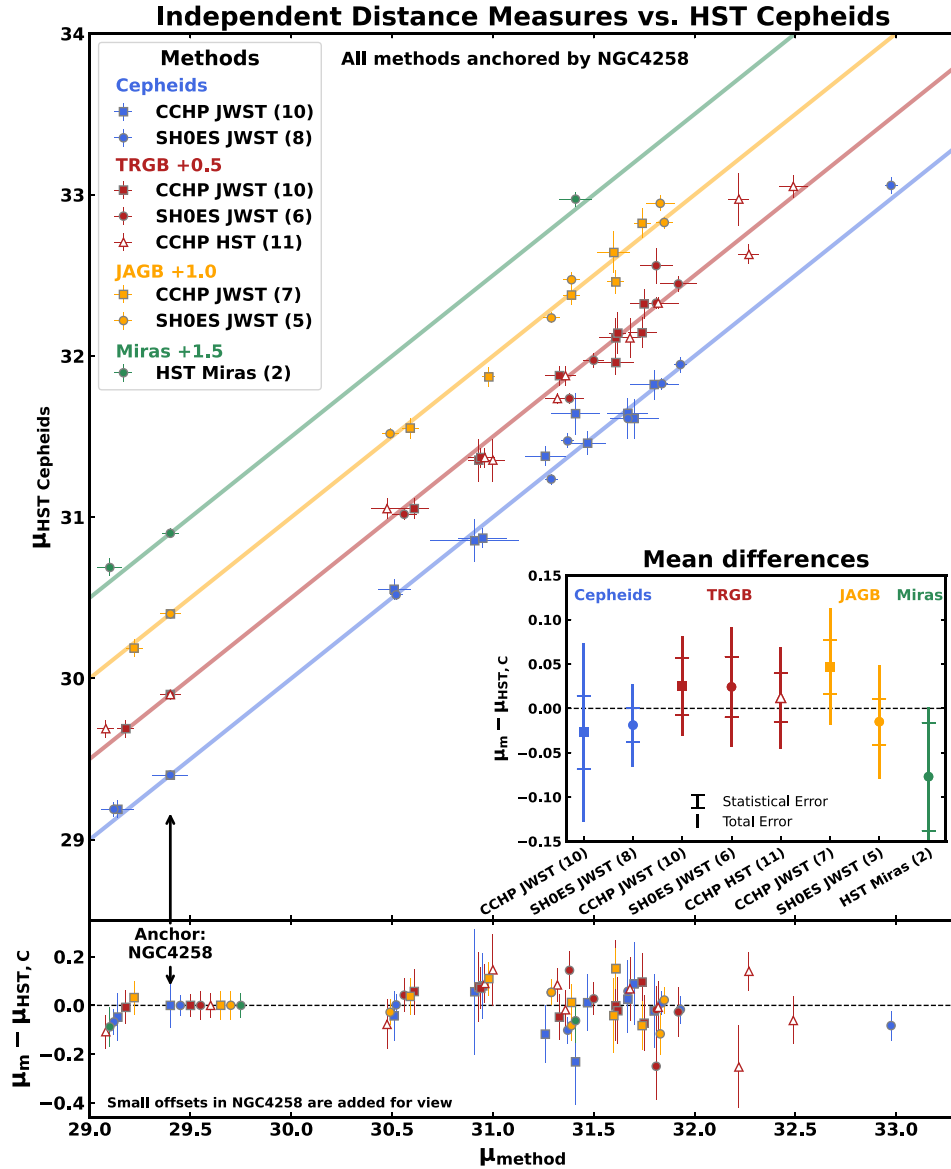 Independent Distance Measures vs. HST Cepheids
All methods anchored by NGC4258
Methods
Cepheids
CCHP JWST (10)
SH0ES JWST (8)
TRGB +0.5
CCHP JWST (10)
SH0ES JWST (6)
CCHP HST (11)
JAGB +1.0
CCHP JWST (7)
SH0ES JWST (5)
Miras +1.5
HST Miras (2)
34
33
32
31
30
29
μHST Cepheids
Mean differences
Cepheids TRGB JAGB Miras
0.15
0.10
0.05
0.00
−0.05
−0.10
−0.15
μm − μHST, C
Statistical Error
Total Error
CCHP JWST (10)
SH0ES JWST (8)
CCHP JWST (10)
SH0ES JWST (6)
CCHP HST (11)
CCHP JWST (7)
SH0ES JWST (5)
HST Miras (2)
Anchor:
NGC4258
0.2
0.0
−0.2
−0.4
μm − μHST, C
Small offsets in NGC4258 are added for view
29.0 29.5 30.0 30.5 31.0 31.5 32.0 32.5 33.0
μmethod